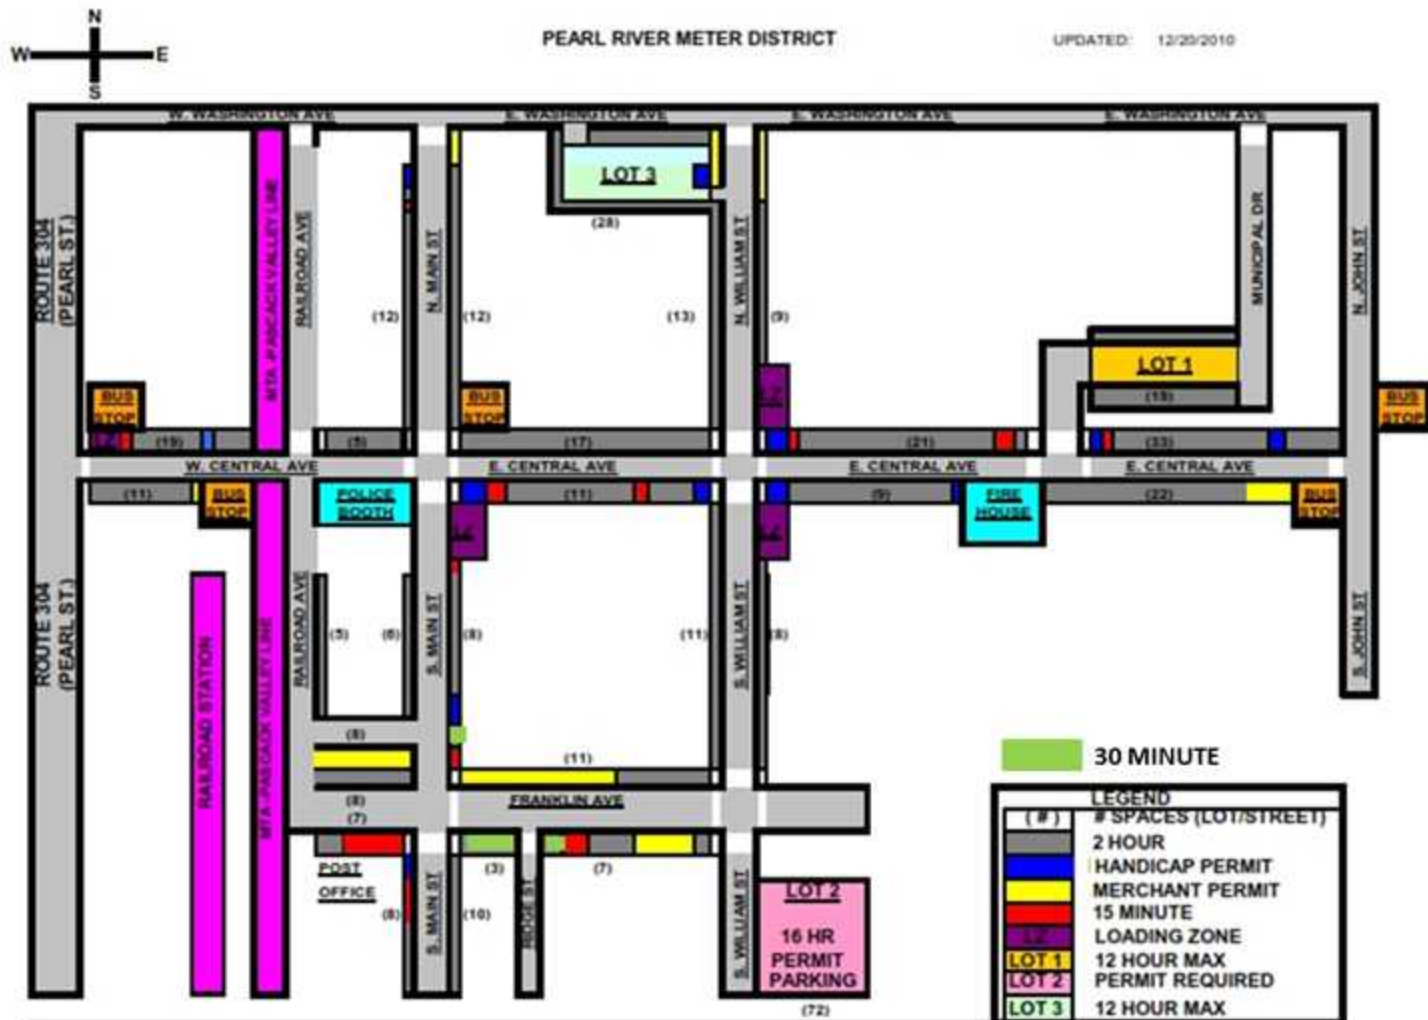 N
W E
S
PEARL RIVER METER DISTRICT
UPDATED: 12/20/2010
W. WASHINGTON AVE
E. WASHINGTON AVE
E. WASHINGTON AVE
E. WASHINGTON AVE
ROUTE 304
(PEARL ST.)
MTA -PASCACK VALLEY LINE
RAILROAD AVE
N. MAIN ST
LOT 3
(28)
N. WILLIAM ST
MUNICIPAL DR
N. JOHN ST
(12)
(12)
(13)
(9)
LOT 1
(18)
BUS
STOP
BUS
STOP
LZ
BUS
STOP
LZ
(19)
(5)
(17)
(21)
(33)
W. CENTRAL AVE
E. CENTRAL AVE
E. CENTRAL AVE
E. CENTRAL AVE
(11)
BUS
STOP
POLICE
BOOTH
(11)
(9)
FIRE
HOUSE
(22)
BUS
STOP
LZ
LZ
ROUTE 304
(PEARL ST.)
RAILROAD STATION
MTA -PASCACK VALLEY LINE
RAILROAD AVE
(5)
(6)
S. MAIN ST
(8)
(11)
S. WILLIAM ST
(8)
S. JOHN ST
(8)
(11)
(8)
FRANKLIN AVE
(7)
POST
OFFICE
(8)
S. MAIN ST
(10)
(3)
RIDGE ST
(7)
S. WILLIAM ST
LOT 2
16 HR
PERMIT
PARKING
(72)
30 MINUTE
LEGEND
( # ) # SPACES (LOT/STREET)
2 HOUR
HANDICAP PERMIT
MERCHANT PERMIT
15 MINUTE
LZ LOADING ZONE
LOT 1 12 HOUR MAX
LOT 2 PERMIT REQUIRED
LOT 3 12 HOUR MAX